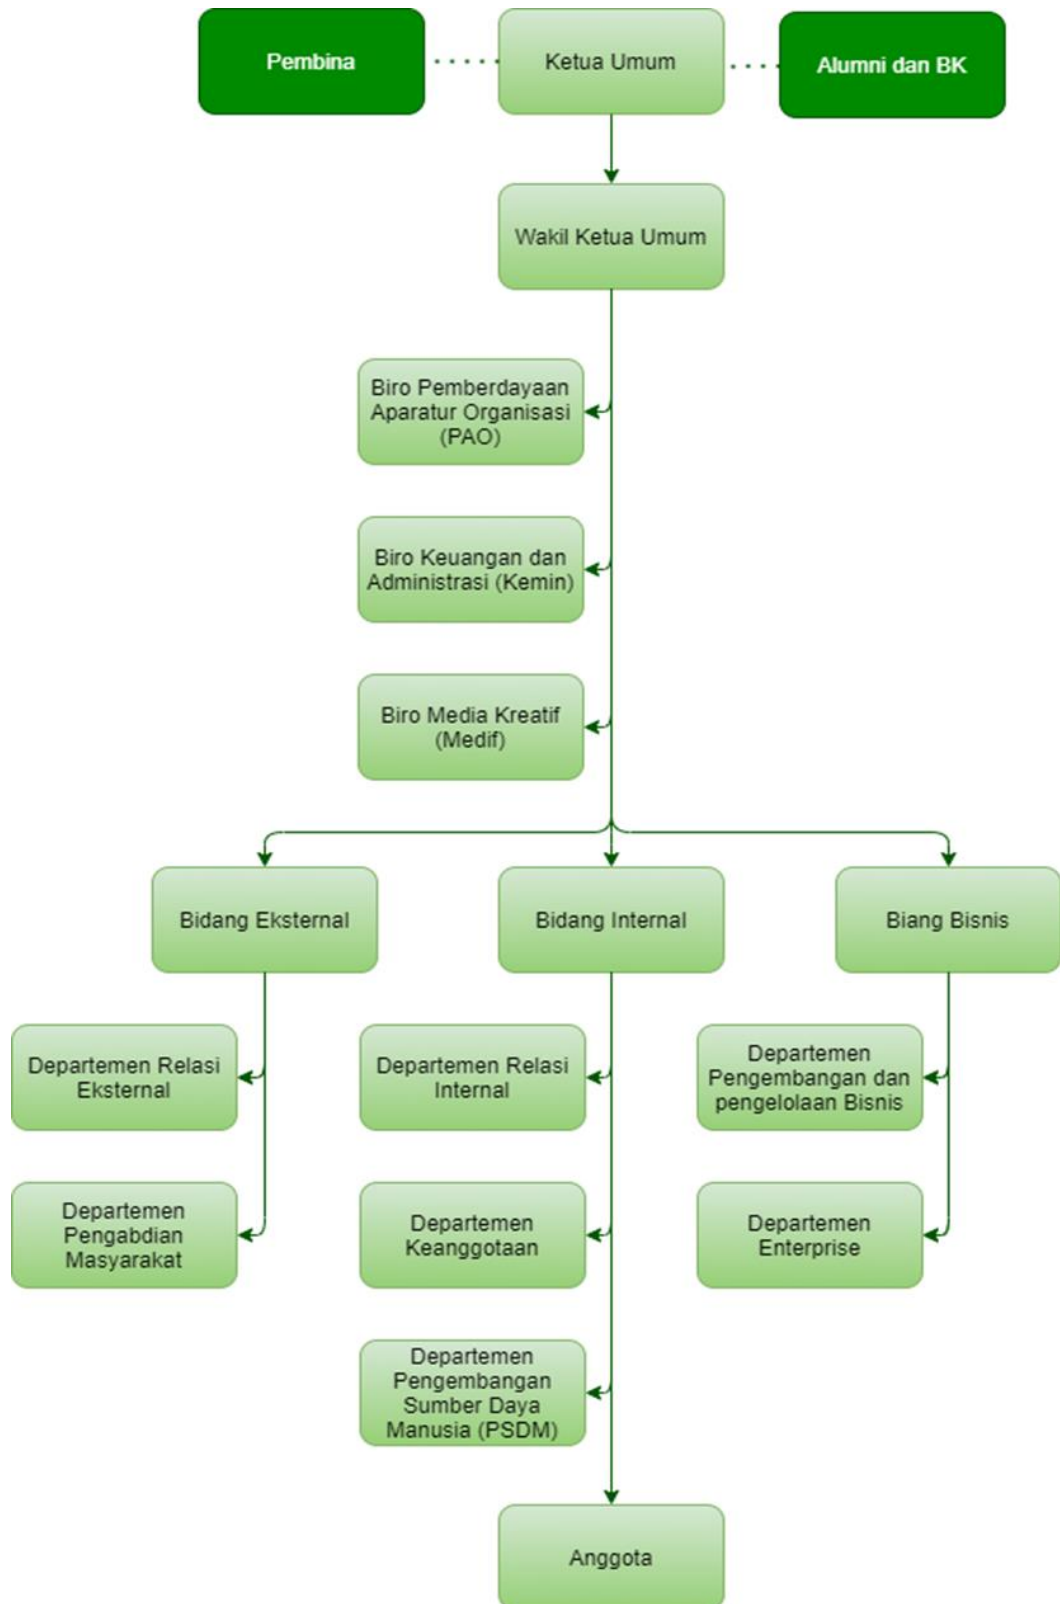 Pembina
Ketua Umum
Alumni dan BK
Wakil Ketua Umum
Biro Pemberdayaan
Aparatur Organisasi
(PAO)
Biro Keuangan dan
Administrasi (Kemin)
Biro Media Kreatif
(Medif)
Bidang Eksternal
Bidang Internal
Biang Bisnis
Departemen Relasi
Eksternal
Departemen Relasi
Internal
Departemen
Pengembangan dan
pengelolaan Bisnis
Departemen
Pengabdian
Masyarakat
Departemen
Keanggotaan
Departemen
Enterprise
Departemen
Pengembangan
Sumber Daya
Manusia (PSDM)
Anggota